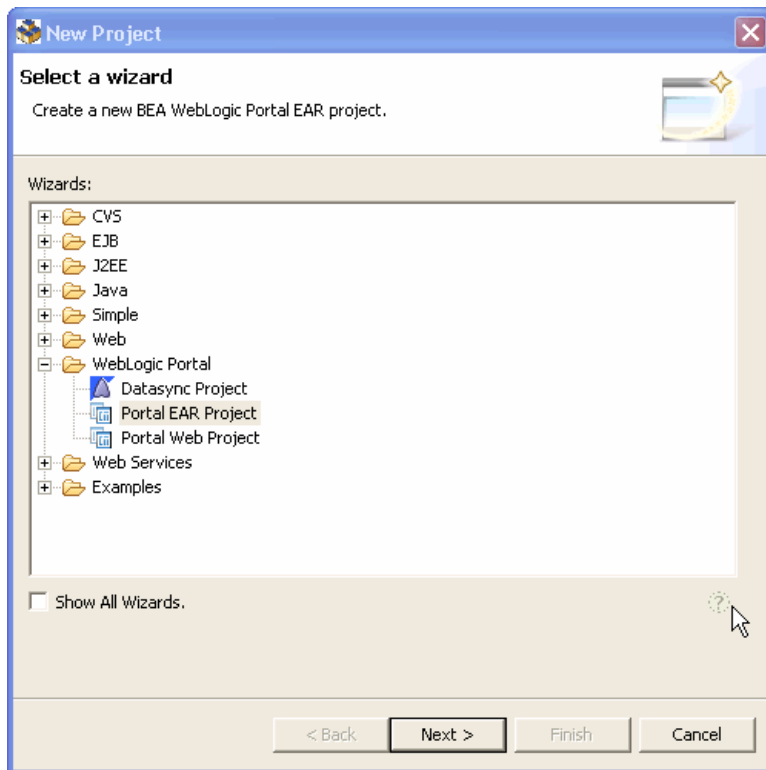 New Project
Select a wizard
Create a new BEA WebLogic Portal EAR project.
Wizards:
CVS
EJB
J2EE
Java
Simple
Web
WebLogic Portal
Datasync Project
Portal EAR Project
Portal Web Project
Web Services
Examples
Show All Wizards.
?
< Back Next > Finish Cancel